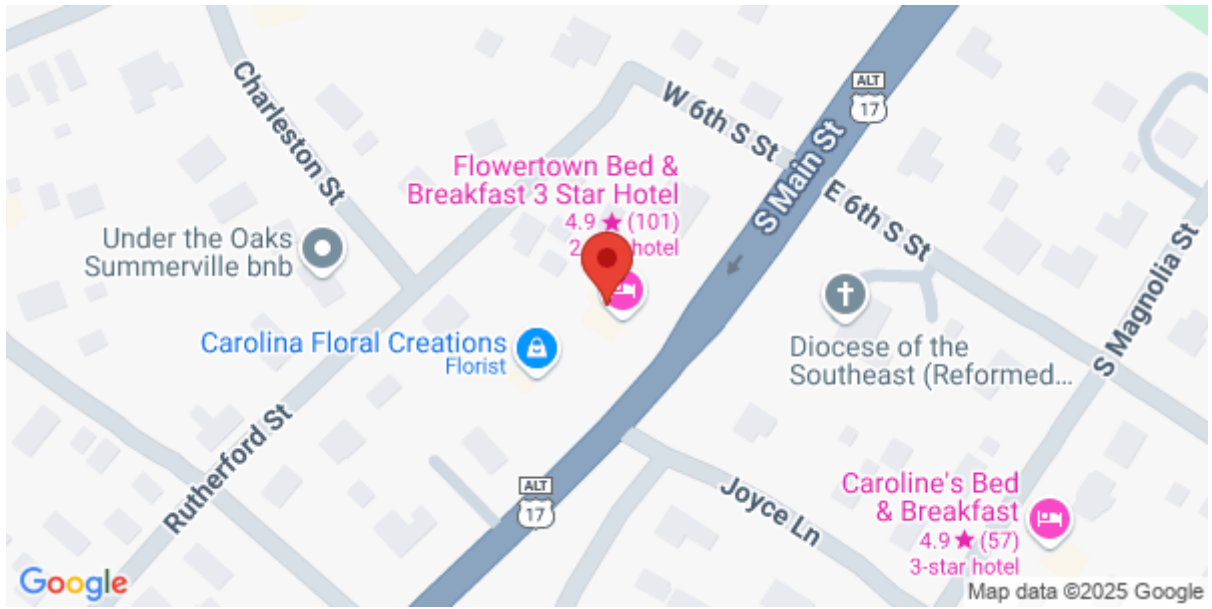 Charleston St
W 6th S St
ALT
17
S Main St
E 6th S St
Flowertown Bed &
Breakfast 3 Star Hotel
4.9 ★ (101)
hotel
Under the Oaks
Summerville bnb
Carolina Floral Creations
Florist
Diocese of the
Southeast (Reformed...
S Magnolia St
Rutherford St
ALT
17
Joyce Ln
Caroline's Bed
& Breakfast
4.9 ★ (57)
3-star hotel
Google
Map data ©2025 Google